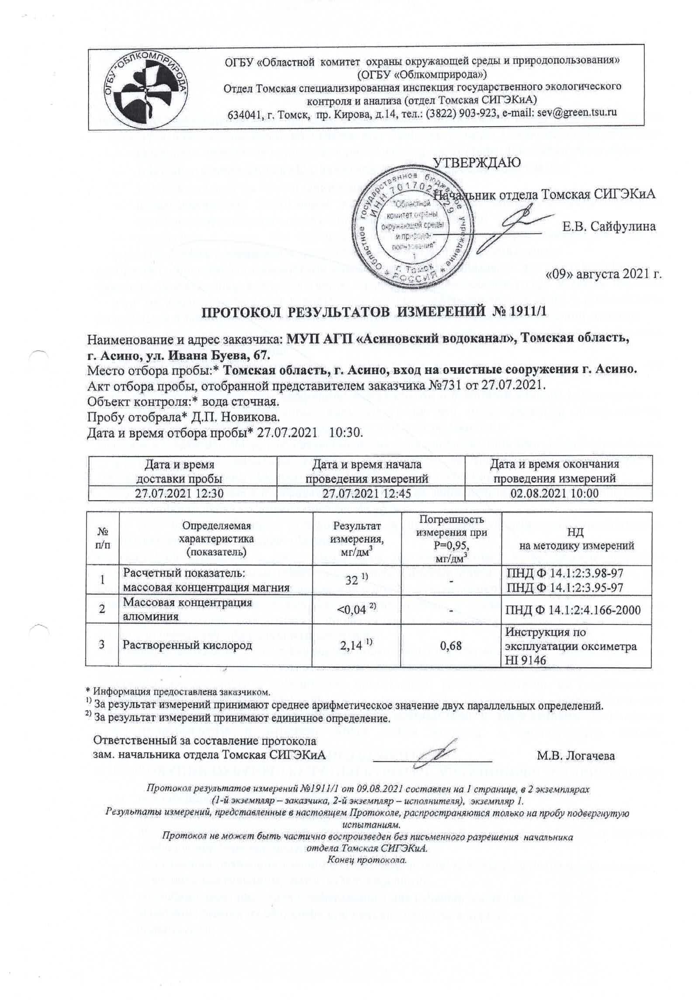 ОГБУ "ОБЛКОМПРИРОДА"
ОГБУ «Областной комитет охраны окружающей среды и природопользования»
(ОГБУ «Облкомприрода»)
Отдел Томская специализированная инспекция государственного экологического
контроля и анализа (отдел Томская СИГЭКиА)
634041, г. Томск, пр. Кирова, д.14, тел.: (3822) 903-923, e-mail: sev@green.tsu.ru
УТВЕРЖДАЮ
Начальник отдела Томская СИГЭКиА
Е.В. Сайфулина
«09» августа 2021 г.
Областное государственное бюджетное учреждение
ИНН
"Областной
комитет охраны
окружающей среды
и природо-
пользования"
1
г. Томск
* РОССИЯ *
ПРОТОКОЛ РЕЗУЛЬТАТОВ ИЗМЕРЕНИЙ № 1911/1
Наименование и адрес заказчика: МУП АГП «Асиновский водоканал», Томская область,
г. Асино, ул. Ивана Буева, 67.
Место отбора пробы:* Томская область, г. Асино, вход на очистные сооружения г. Асино.
Акт отбора пробы, отобранной представителем заказчика №731 от 27.07.2021.
Объект контроля:* вода сточная.
Пробу отобрала* Д.П. Новикова.
Дата и время отбора пробы* 27.07.2021 10:30.
Дата и время
доставки пробы
Дата и время начала
проведения измерений
Дата и время окончания
проведения измерений
27.07.2021 12:30
27.07.2021 12:45
02.08.2021 10:00
№
п/п
Определяемая
характеристика
(показатель)
Результат
измерения,
мг/дм³
Погрешность
измерения при
Р=0,95,
мг/дм³
НД
на методику измерений
1
Расчетный показатель:
массовая концентрация магния
32 ¹⁾
-
ПНД Ф 14.1:2:3.98-97
ПНД Ф 14.1:2:3.95-97
2
Массовая концентрация
алюминия
<0,04 ²⁾
-
ПНД Ф 14.1:2:4.166-2000
3
Растворенный кислород
2,14 ¹⁾
0,68
Инструкция по
эксплуатации оксиметра
HI 9146
* Информация предоставлена заказчиком.
¹⁾ За результат измерений принимают среднее арифметическое значение двух параллельных определений.
²⁾ За результат измерений принимают единичное определение.
Ответственный за составление протокола
зам. начальника отдела Томская СИГЭКиА
М.В. Логачева
Протокол результатов измерений №1911/1 от 09.08.2021 составлен на 1 странице, в 2 экземплярах
(1-й экземпляр – заказчика, 2-й экземпляр – исполнителя), экземпляр 1.
Результаты измерений, представленные в настоящем Протоколе, распространяются только на пробу подвергнутую
испытаниям.
Протокол не может быть частично воспроизведен без письменного разрешения начальника
отдела Томская СИГЭКиА.
Конец протокола.